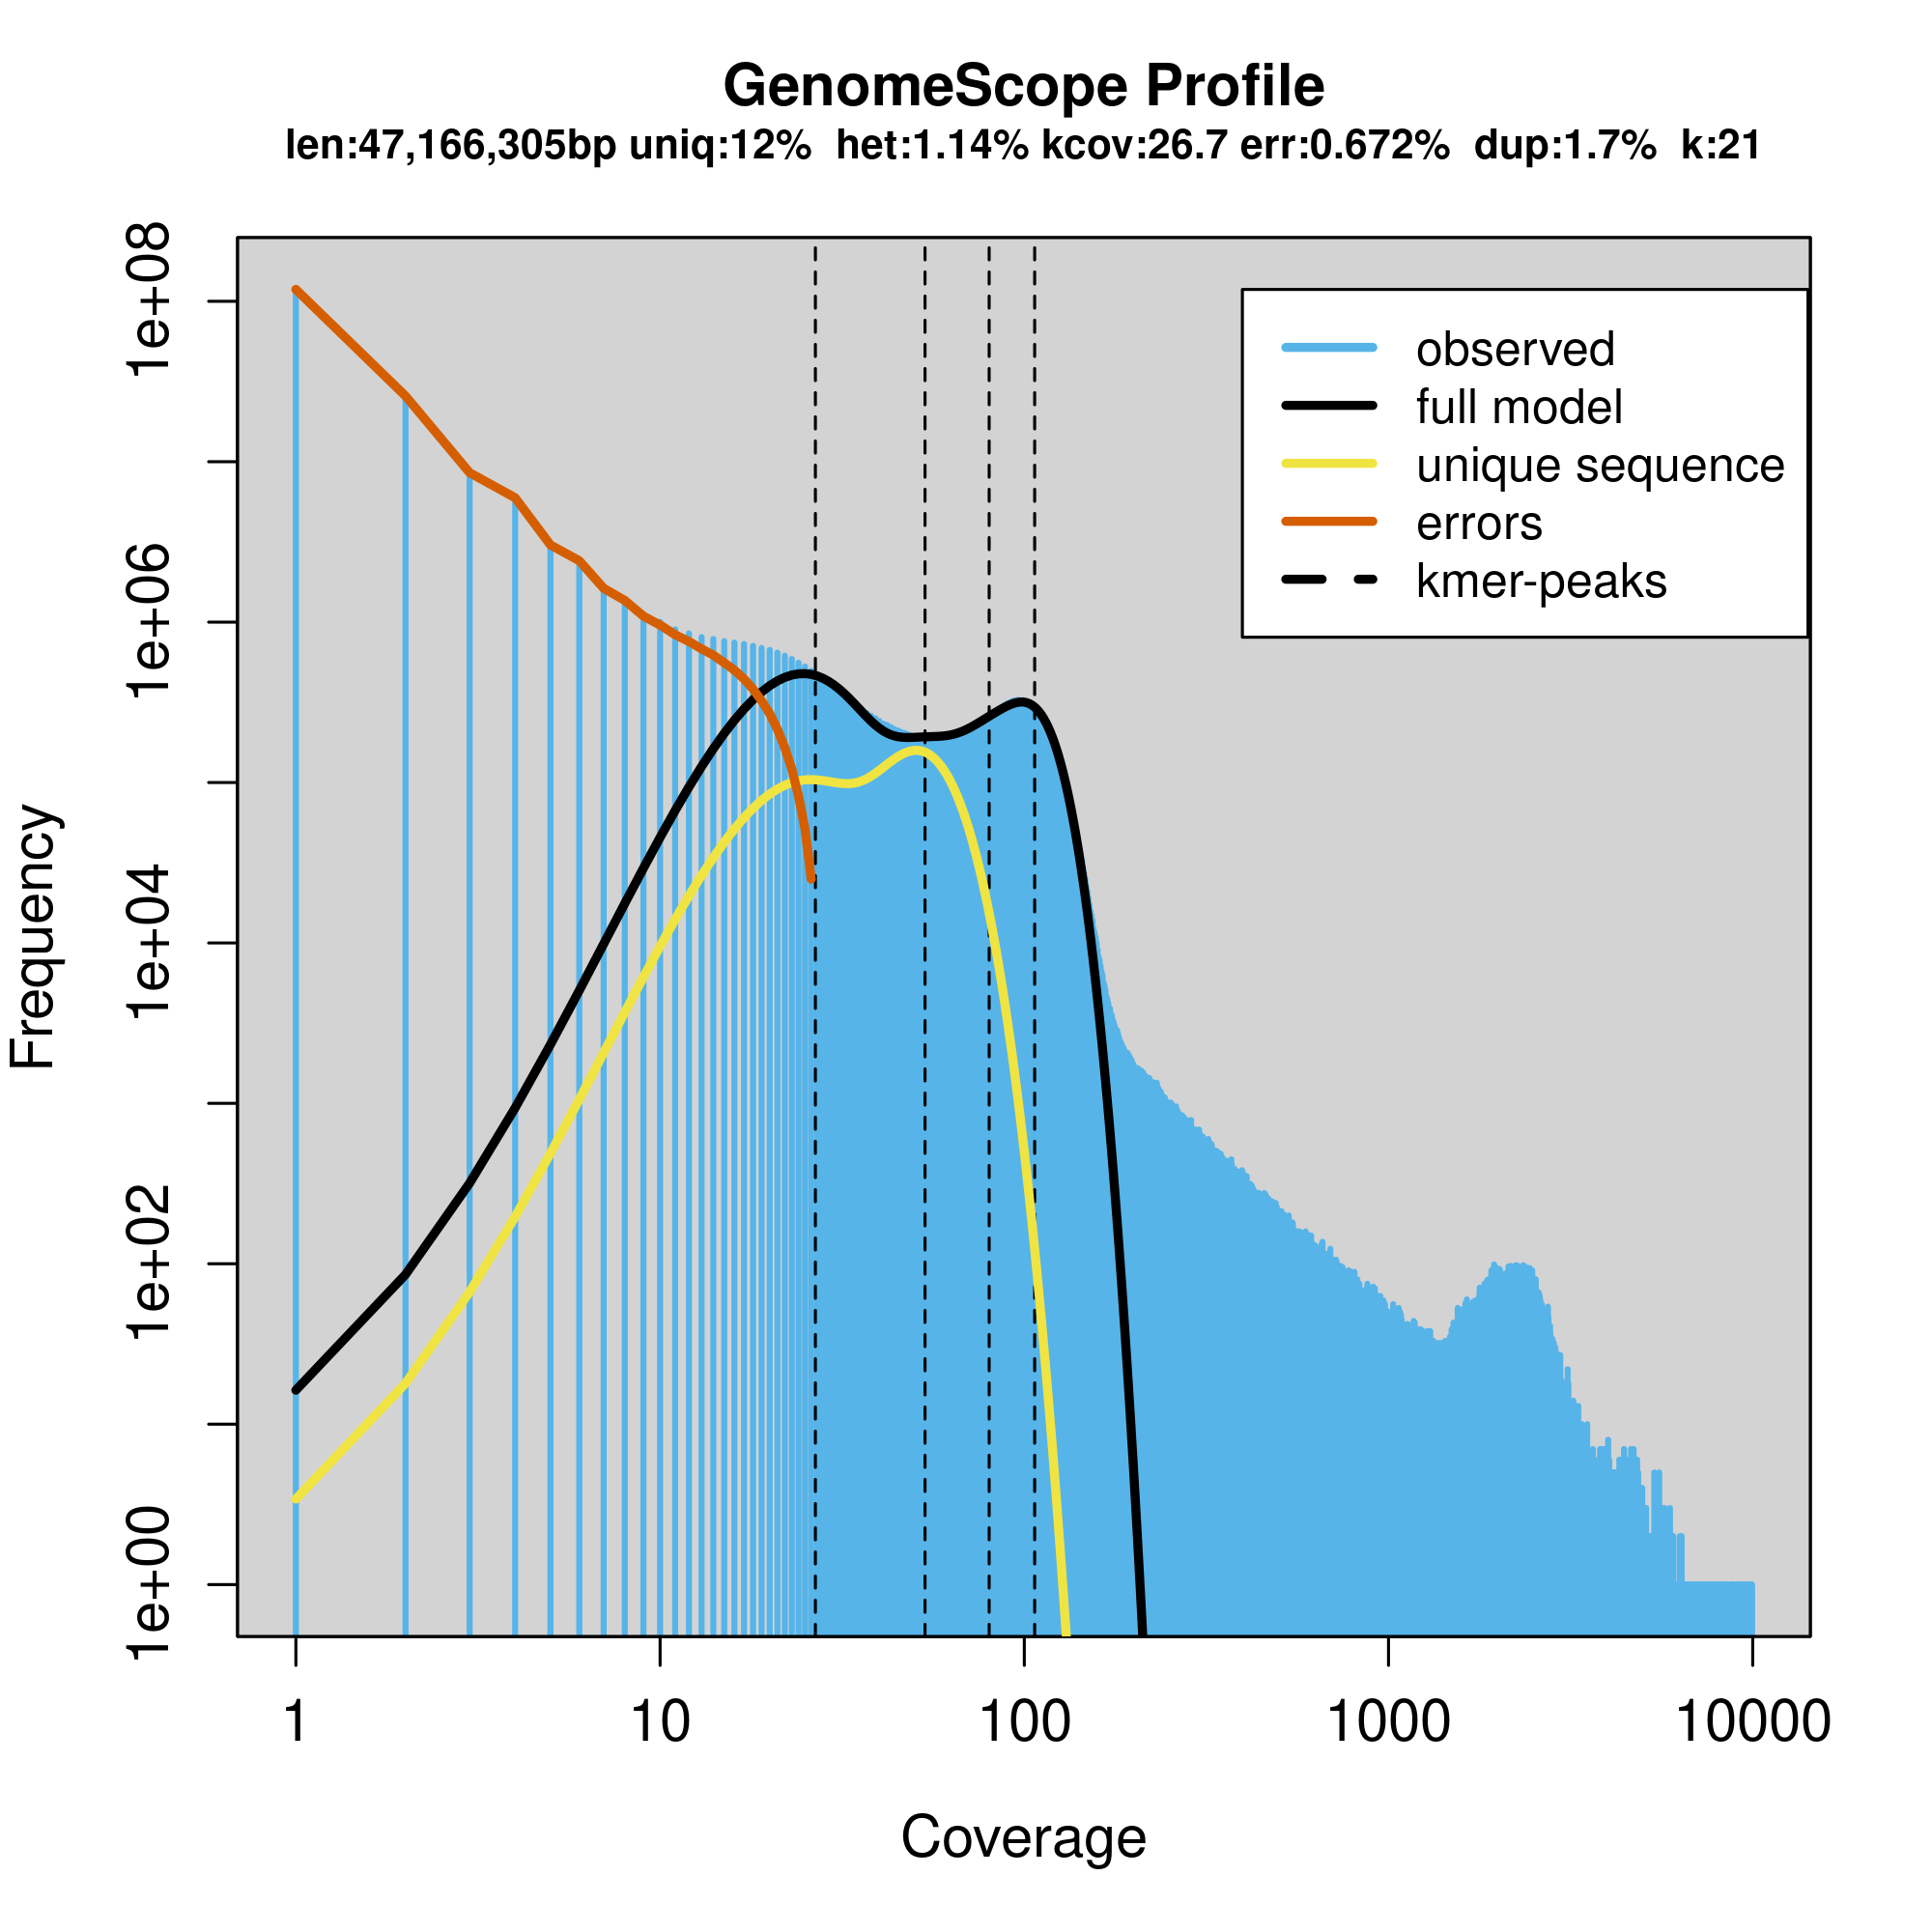 GenomeScope Profile
len:47,166,305bp uniq:12% het:1.14% kcov:26.7 err:0.672% dup:1.7% k:21
1e+08
1e+06
1e+04
1e+02
1e+00
Frequency
observed
full model
unique sequence
errors
kmer-peaks
1 10 100 1000 10000
Coverage